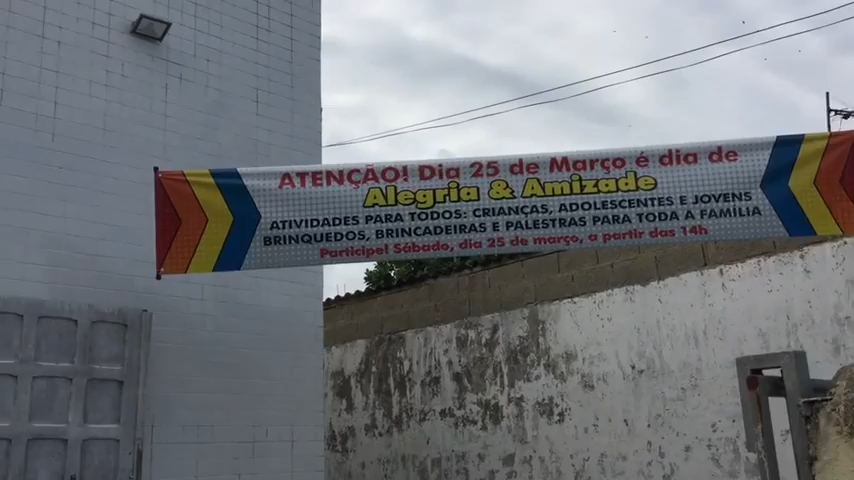 ATENÇÃO! Dia 25 de Março é dia de
Alegria & Amizade
ATIVIDADES PARA TODOS: CRIANÇAS, ADOLESCENTES E JOVENS
BRINQUEDOS, BRINCADEIRAS E PALESTRAS PARA TODA A FAMÍLIA
Participe! Sábado, dia 25 de março, a partir das 14h